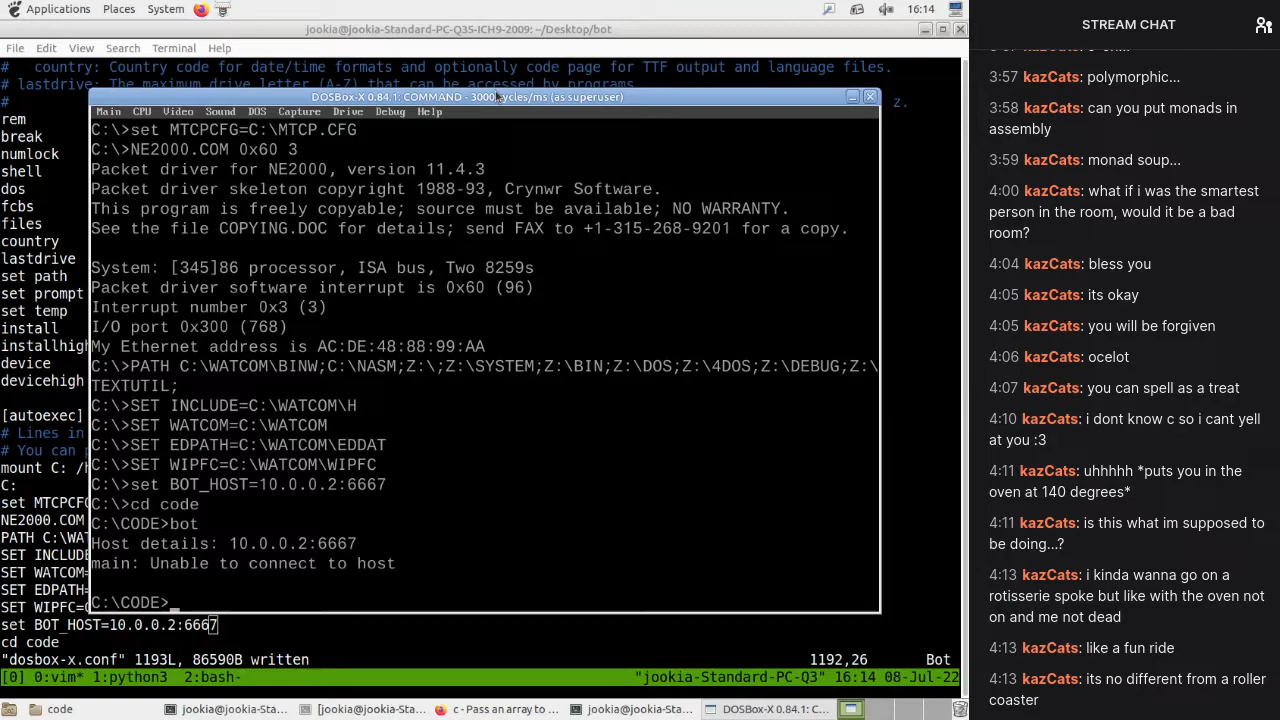 Applications Places System 16:14
jookia@jookia-Standard-PC-Q35-ICH9-2009: ~/Desktop/bot
File Edit View Search Terminal Help
#   country: Country code for date/time formats and optionally code page for TTF output and language files.
# lastdrive: The maximum drive letter (A-Z) that can be accessed by programs.
# z.
rem
break
numlock
shell
dos
fcbs
files
country
lastdrive
set path
set prompt
set temp
install
installhigh
device
devicehigh
[autoexec]
# Lines in
# You can
mount C: /h
C:
set MTCPCFG
NE2000.COM
PATH C:\WAT
SET INCLUDE
SET WATCOM=
SET EDPATH=
SET WIPFC=C
set BOT_HOST=10.0.0.2:6667
cd code
"dosbox-x.conf" 1193L, 86590B written 1192,26 Bot
[0] 0:vim* 1:python3  2:bash- "jookia-Standard-PC-Q3" 16:14 08-Jul-22
DOSBox-X 0.84.1: COMMAND - 3000 cycles/ms (as superuser)
Main CPU Video Sound DOS Capture Drive Debug Help
C:\>set MTCPCFG=C:\MTCP.CFG
C:\>NE2000.COM 0x60 3
Packet driver for NE2000, version 11.4.3
Packet driver skeleton copyright 1988-93, Crynwr Software.
This program is freely copyable; source must be available; NO WARRANTY.
See the file COPYING.DOC for details; send FAX to +1-315-268-9201 for a copy.
System: [345]86 processor, ISA bus, Two 8259s
Packet driver software interrupt is 0x60 (96)
Interrupt number 0x3 (3)
I/O port 0x300 (768)
My Ethernet address is AC:DE:48:88:99:AA
C:\>PATH C:\WATCOM\BINW;C:\NASM;Z:\;Z:\SYSTEM;Z:\BIN;Z:\DOS;Z:\4DOS;Z:\DEBUG;Z:\
TEXTUTIL;
C:\>SET INCLUDE=C:\WATCOM\H
C:\>SET WATCOM=C:\WATCOM
C:\>SET EDPATH=C:\WATCOM\EDDAT
C:\>SET WIPFC=C:\WATCOM\WIPFC
C:\>set BOT_HOST=10.0.0.2:6667
C:\>cd code
C:\CODE>bot
Host details: 10.0.0.2:6667
main: Unable to connect to host
C:\CODE>_
code
jookia@jookia-Sta...
[jookia@jookia-St...
c - Pass an array to ...
jookia@jookia-Sta...
DOSBox-X 0.84.1: C...
STREAM CHAT
3:57 kazCats: polymorphic...
3:58 kazCats: can you put monads in
assembly
3:59 kazCats: monad soup...
4:00 kazCats: what if i was the smartest
person in the room, would it be a bad
room?
4:04 kazCats: bless you
4:05 kazCats: its okay
4:05 kazCats: you will be forgiven
4:06 kazCats: ocelot
4:07 kazCats: you can spell as a treat
4:10 kazCats: i dont know c so i cant yell
at you :3
4:11 kazCats: uhhhhh *puts you in the
oven at 140 degrees*
4:11 kazCats: is this what im supposed to
be doing...?
4:13 kazCats: i kinda wanna go on a
rotisserie spoke but like with the oven not
on and me not dead
4:13 kazCats: like a fun ride
4:13 kazCats: its no different from a roller
coaster